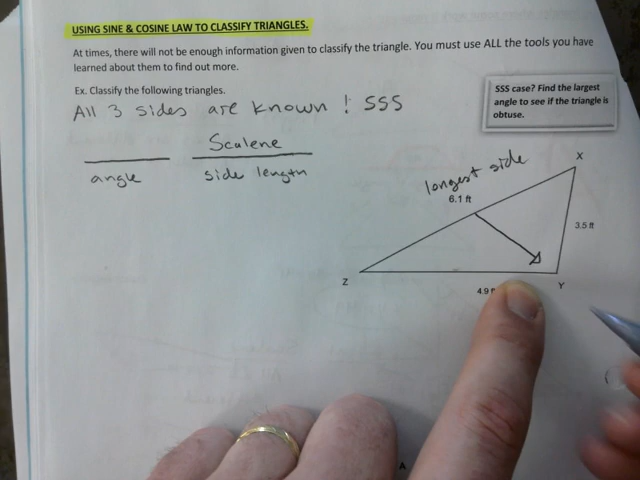 USING SINE & COSINE LAW TO CLASSIFY TRIANGLES.
At times, there will not be enough information given to classify the triangle. You must use ALL the tools you have
learned about them to find out more.
Ex. Classify the following triangles.
All 3 sides are known ! SSS
SSS case? Find the largest
angle to see if the triangle is
obtuse.
Scalene
angle
side length
longest side
6.1 ft
X
3.5 ft
Z
4.9 f
Y
A